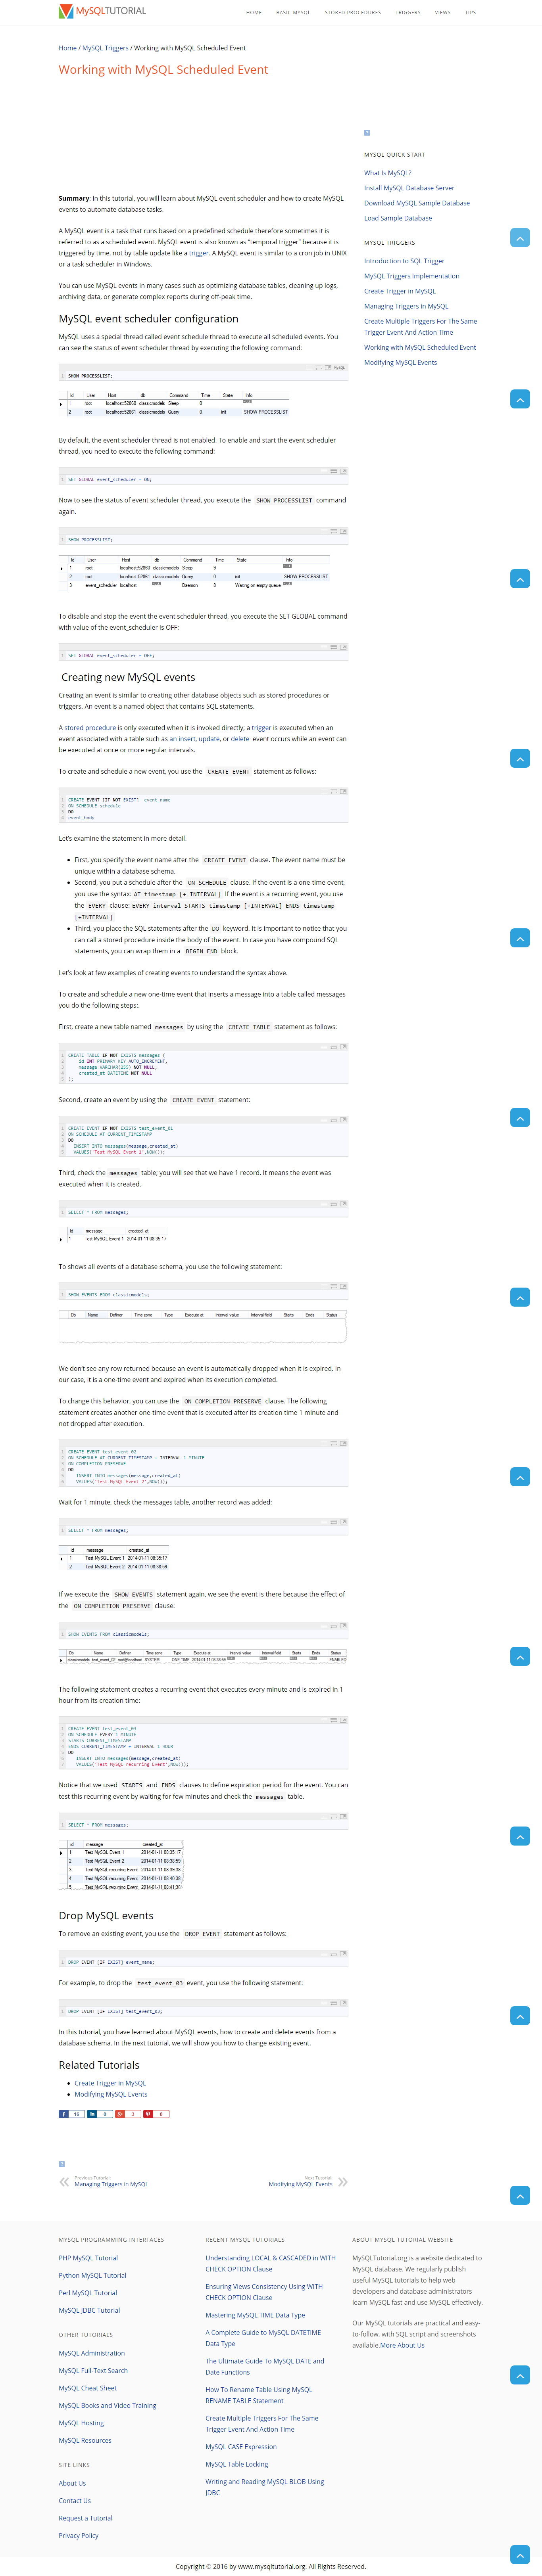 MySQLTUTORIAL
HOME BASIC MYSQL STORED PROCEDURES TRIGGERS VIEWS TIPS
Home / MySQL Triggers / Working with MySQL Scheduled Event
Working with MySQL Scheduled Event
Summary: in this tutorial, you will learn about MySQL event scheduler and how to create MySQL
events to automate database tasks.
A MySQL event is a task that runs based on a predefined schedule therefore sometimes it is
referred to as a scheduled event. MySQL event is also known as "temporal trigger" because it is
triggered by time, not by table update like a trigger. A MySQL event is similar to a cron job in UNIX
or a task scheduler in Windows.
You can use MySQL events in many cases such as optimizing database tables, cleaning up logs,
archiving data, or generate complex reports during off-peak time.
MySQL event scheduler configuration
MySQL uses a special thread called event schedule thread to execute all scheduled events. You
can see the status of event scheduler thread by executing the following command:
MySQL
1 SHOW PROCESSLIST;
Id User Host db Command Time State Info
1 root localhost:52860 classicmodels Sleep 0 NULL
2 root localhost:52861 classicmodels Query 0 init SHOW PROCESSLIST
By default, the event scheduler thread is not enabled. To enable and start the event scheduler
thread, you need to execute the following command:
1 SET GLOBAL event_scheduler = ON;
Now to see the status of event scheduler thread, you execute the SHOW PROCESSLIST command
again.
1 SHOW PROCESSLIST;
Id User Host db Command Time State Info
1 root localhost:52860 classicmodels Sleep 9 NULL
2 root localhost:52861 classicmodels Query 0 init SHOW PROCESSLIST
3 event_scheduler localhost NULL Daemon 8 Waiting on empty queue NULL
To disable and stop the event the event scheduler thread, you execute the SET GLOBAL command
with value of the event_scheduler is OFF:
1 SET GLOBAL event_scheduler = OFF;
Creating new MySQL events
Creating an event is similar to creating other database objects such as stored procedures or
triggers. An event is a named object that contains SQL statements.
A stored procedure is only executed when it is invoked directly; a trigger is executed when an
event associated with a table such as an insert, update, or delete event occurs while an event can
be executed at once or more regular intervals.
To create and schedule a new event, you use the CREATE EVENT statement as follows:
1 CREATE EVENT [IF NOT EXIST] event_name
2 ON SCHEDULE schedule
3 DO
4 event_body
Let's examine the statement in more detail.
• First, you specify the event name after the CREATE EVENT clause. The event name must be
unique within a database schema.
• Second, you put a schedule after the ON SCHEDULE clause. If the event is a one-time event,
you use the syntax: AT timestamp [+ INTERVAL] If the event is a recurring event, you use
the EVERY clause: EVERY interval STARTS timestamp [+INTERVAL] ENDS timestamp
[+INTERVAL]
• Third, you place the SQL statements after the DO keyword. It is important to notice that you
can call a stored procedure inside the body of the event. In case you have compound SQL
statements, you can wrap them in a BEGIN END block.
Let's look at few examples of creating events to understand the syntax above.
To create and schedule a new one-time event that inserts a message into a table called messages
you do the following steps:.
First, create a new table named messages by using the CREATE TABLE statement as follows:
1 CREATE TABLE IF NOT EXISTS messages (
2 id INT PRIMARY KEY AUTO_INCREMENT,
3 message VARCHAR(255) NOT NULL,
4 created_at DATETIME NOT NULL
5 );
Second, create an event by using the CREATE EVENT statement:
1 CREATE EVENT IF NOT EXISTS test_event_01
2 ON SCHEDULE AT CURRENT_TIMESTAMP
3 DO
4 INSERT INTO messages(message,created_at)
5 VALUES('Test MySQL Event 1',NOW());
Third, check the messages table; you will see that we have 1 record. It means the event was
executed when it is created.
1 SELECT * FROM messages;
id message created_at
1 Test MySQL Event 1 2014-01-11 08:35:17
To shows all events of a database schema, you use the following statement:
1 SHOW EVENTS FROM classicmodels;
Db Name Definer Time zone Type Execute at Interval value Interval field Starts Ends Status
We don't see any row returned because an event is automatically dropped when it is expired. In
our case, it is a one-time event and expired when its execution completed.
To change this behavior, you can use the ON COMPLETION PRESERVE clause. The following
statement creates another one-time event that is executed after its creation time 1 minute and
not dropped after execution.
1 CREATE EVENT test_event_02
2 ON SCHEDULE AT CURRENT_TIMESTAMP + INTERVAL 1 MINUTE
3 ON COMPLETION PRESERVE
4 DO
5 INSERT INTO messages(message,created_at)
6 VALUES('Test MySQL Event 2',NOW());
Wait for 1 minute, check the messages table, another record was added:
1 SELECT * FROM messages;
id message created_at
1 Test MySQL Event 1 2014-01-11 08:35:17
2 Test MySQL Event 2 2014-01-11 08:38:59
If we execute the SHOW EVENTS statement again, we see the event is there because the effect of
the ON COMPLETION PRESERVE clause:
1 SHOW EVENTS FROM classicmodels;
Db Name Definer Time zone Type Execute at Interval value Interval field Starts Ends Status
classicmodels test_event_02 root@localhost SYSTEM ONE TIME 2014-01-11 08:38:59 NULL NULL NULL NULL ENABLED
The following statement creates a recurring event that executes every minute and is expired in 1
hour from its creation time:
1 CREATE EVENT test_event_03
2 ON SCHEDULE EVERY 1 MINUTE
3 STARTS CURRENT_TIMESTAMP
4 ENDS CURRENT_TIMESTAMP + INTERVAL 1 HOUR
5 DO
6 INSERT INTO messages(message,created_at)
7 VALUES('Test MySQL recurring Event',NOW());
Notice that we used STARTS and ENDS clauses to define expiration period for the event. You can
test this recurring event by waiting for few minutes and check the messages table.
1 SELECT * FROM messages;
id message created_at
1 Test MySQL Event 1 2014-01-11 08:35:17
2 Test MySQL Event 2 2014-01-11 08:38:59
3 Test MySQL recurring Event 2014-01-11 08:39:38
4 Test MySQL recurring Event 2014-01-11 08:40:38
5 Test MySQL recurring Event 2014-01-11 08:41:38
Drop MySQL events
To remove an existing event, you use the DROP EVENT statement as follows:
1 DROP EVENT [IF EXIST] event_name;
For example, to drop the test_event_03 event, you use the following statement:
1 DROP EVENT [IF EXIST] test_event_03;
In this tutorial, you have learned about MySQL events, how to create and delete events from a
database schema. In the next tutorial, we will show you how to change existing event.
Related Tutorials
• Create Trigger in MySQL
• Modifying MySQL Events
16 0 5 0
Previous Tutorial:
Managing Triggers in MySQL
Next Tutorial:
Modifying MySQL Events
MYSQL QUICK START
What Is MySQL?
Install MySQL Database Server
Download MySQL Sample Database
Load Sample Database
MYSQL TRIGGERS
Introduction to SQL Trigger
MySQL Triggers Implementation
Create Trigger in MySQL
Managing Triggers in MySQL
Create Multiple Triggers For The Same
Trigger Event And Action Time
Working with MySQL Scheduled Event
Modifying MySQL Events
MYSQL PROGRAMMING INTERFACES
PHP MySQL Tutorial
Python MySQL Tutorial
Perl MySQL Tutorial
MySQL JDBC Tutorial
OTHER TUTORIALS
MySQL Administration
MySQL Full-Text Search
MySQL Cheat Sheet
MySQL Books and Video Training
MySQL Hosting
MySQL Resources
SITE LINKS
About Us
Contact Us
Request a Tutorial
Privacy Policy
RECENT MYSQL TUTORIALS
Understanding LOCAL & CASCADED in WITH
CHECK OPTION Clause
Ensuring Views Consistency Using WITH
CHECK OPTION Clause
Mastering MySQL TIME Data Type
A Complete Guide to MySQL DATETIME
Data Type
The Ultimate Guide To MySQL DATE and
Date Functions
How To Rename Table Using MySQL
RENAME TABLE Statement
Create Multiple Triggers For The Same
Trigger Event And Action Time
MySQL CASE Expression
MySQL Table Locking
Writing and Reading MySQL BLOB Using
JDBC
ABOUT MYSQL TUTORIAL WEBSITE
MySQLTutorial.org is a website dedicated to
MySQL database. We regularly publish
useful MySQL tutorials to help web
developers and database administrators
learn MySQL fast and use MySQL effectively.
Our MySQL tutorials are practical and easy-
to-follow, with SQL script and screenshots
available.More About Us
Copyright © 2016 by www.mysqltutorial.org. All Rights Reserved.